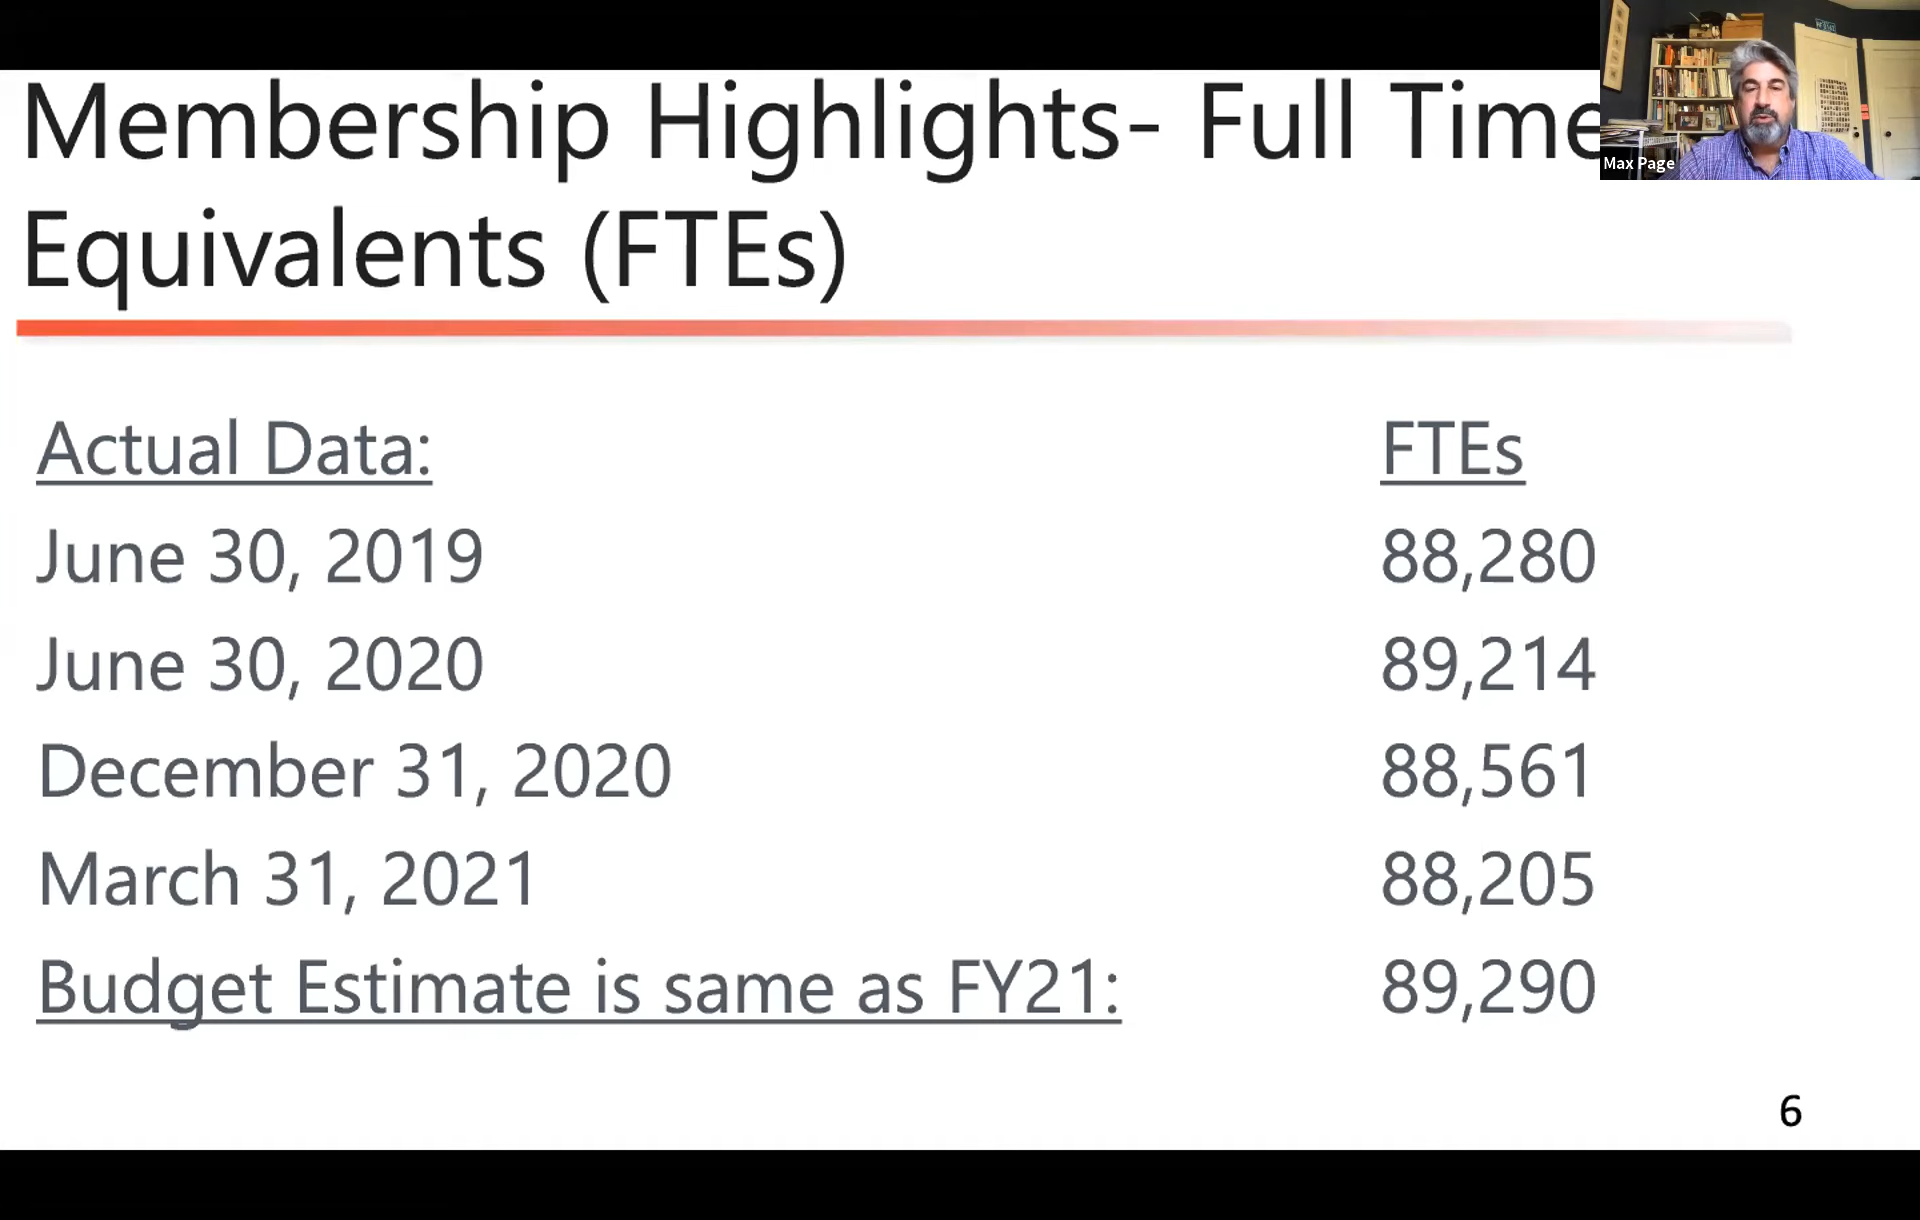 Membership Highlights- Full Time
Equivalents (FTEs)
Max Page
Actual Data: FTEs
June 30, 2019 88,280
June 30, 2020 89,214
December 31, 2020 88,561
March 31, 2021 88,205
Budget Estimate is same as FY21: 89,290
6